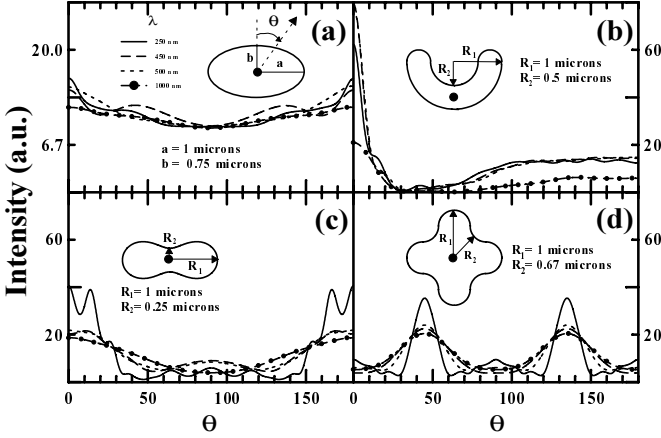 λ
250 nm
450 nm
500 nm
1000 nm
Θ
b
a
(a)
a = 1 microns
b = 0.75 microns
20.0
6.7
(b)
R1
R2
R1= 1 microns
R2= 0.5 microns
Intensity (a.u.)
(c)
R2
R1
R1= 1 microns
R2= 0.25 microns
60
20
0
50
100
150
Θ
(d)
R1
R2
R1= 1 microns
R2= 0.67 microns
60
20
0
50
100
150
Θ